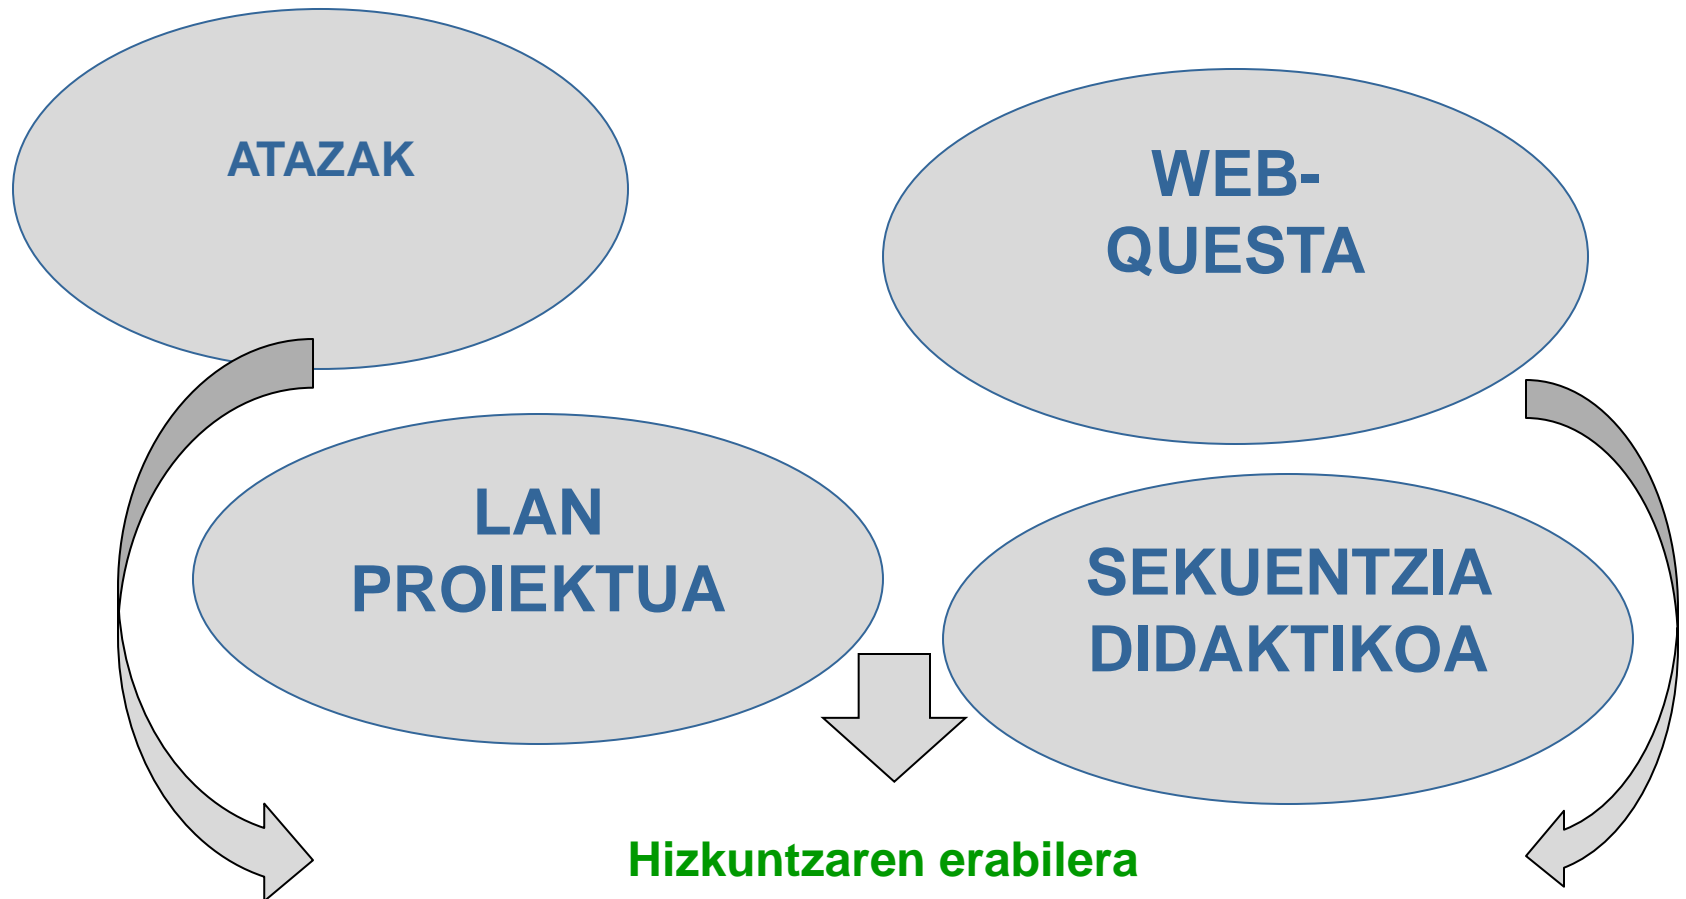 ATAZAK
WEB-
QUESTA
LAN
PROIEKTUA
SEKUENTZIA
DIDAKTIKOA
Hizkuntzaren erabilera